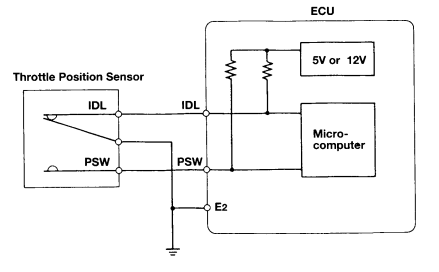 ECU
5V or 12V
Throttle Position Sensor
IDL
IDL
Micro-
computer
PSW
PSW
E2